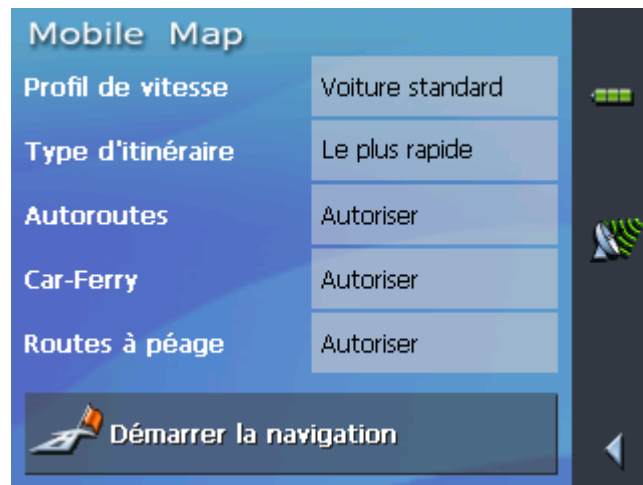 Mobile Map
Profil de vitesse Voiture standard
Type d'itinéraire Le plus rapide
Autoroutes Autoriser
Car-Ferry Autoriser
Routes à péage Autoriser
Démarrer la navigation